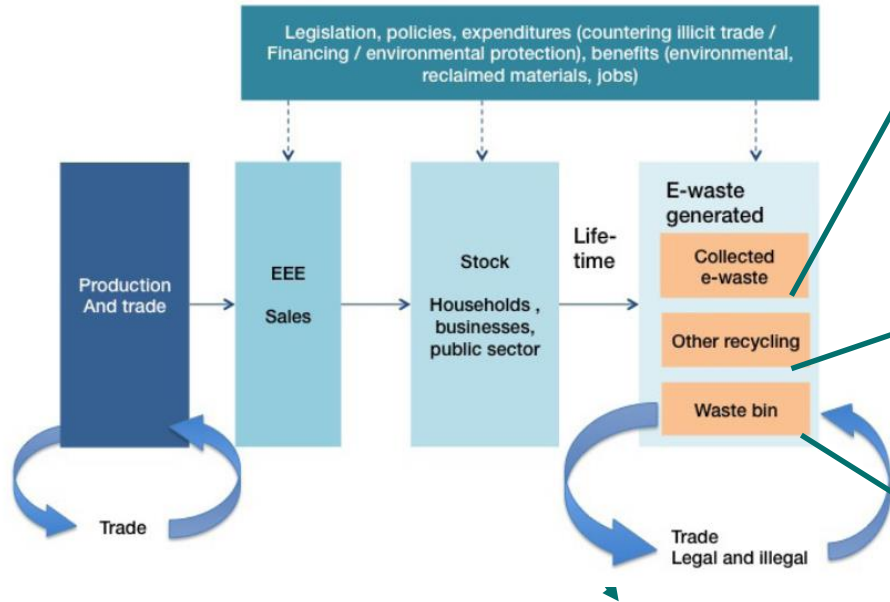 Legislation, policies, expenditures (countering illicit trade /
Financing / environmental protection), benefits (environmental,
reclaimed materials, jobs)
Production
And trade
EEE
Sales
Stock
Households ,
businesses,
public sector
Life-
time
E-waste
generated
Collected
e-waste
Other recycling
Waste bin
Trade
Trade
Legal and illegal